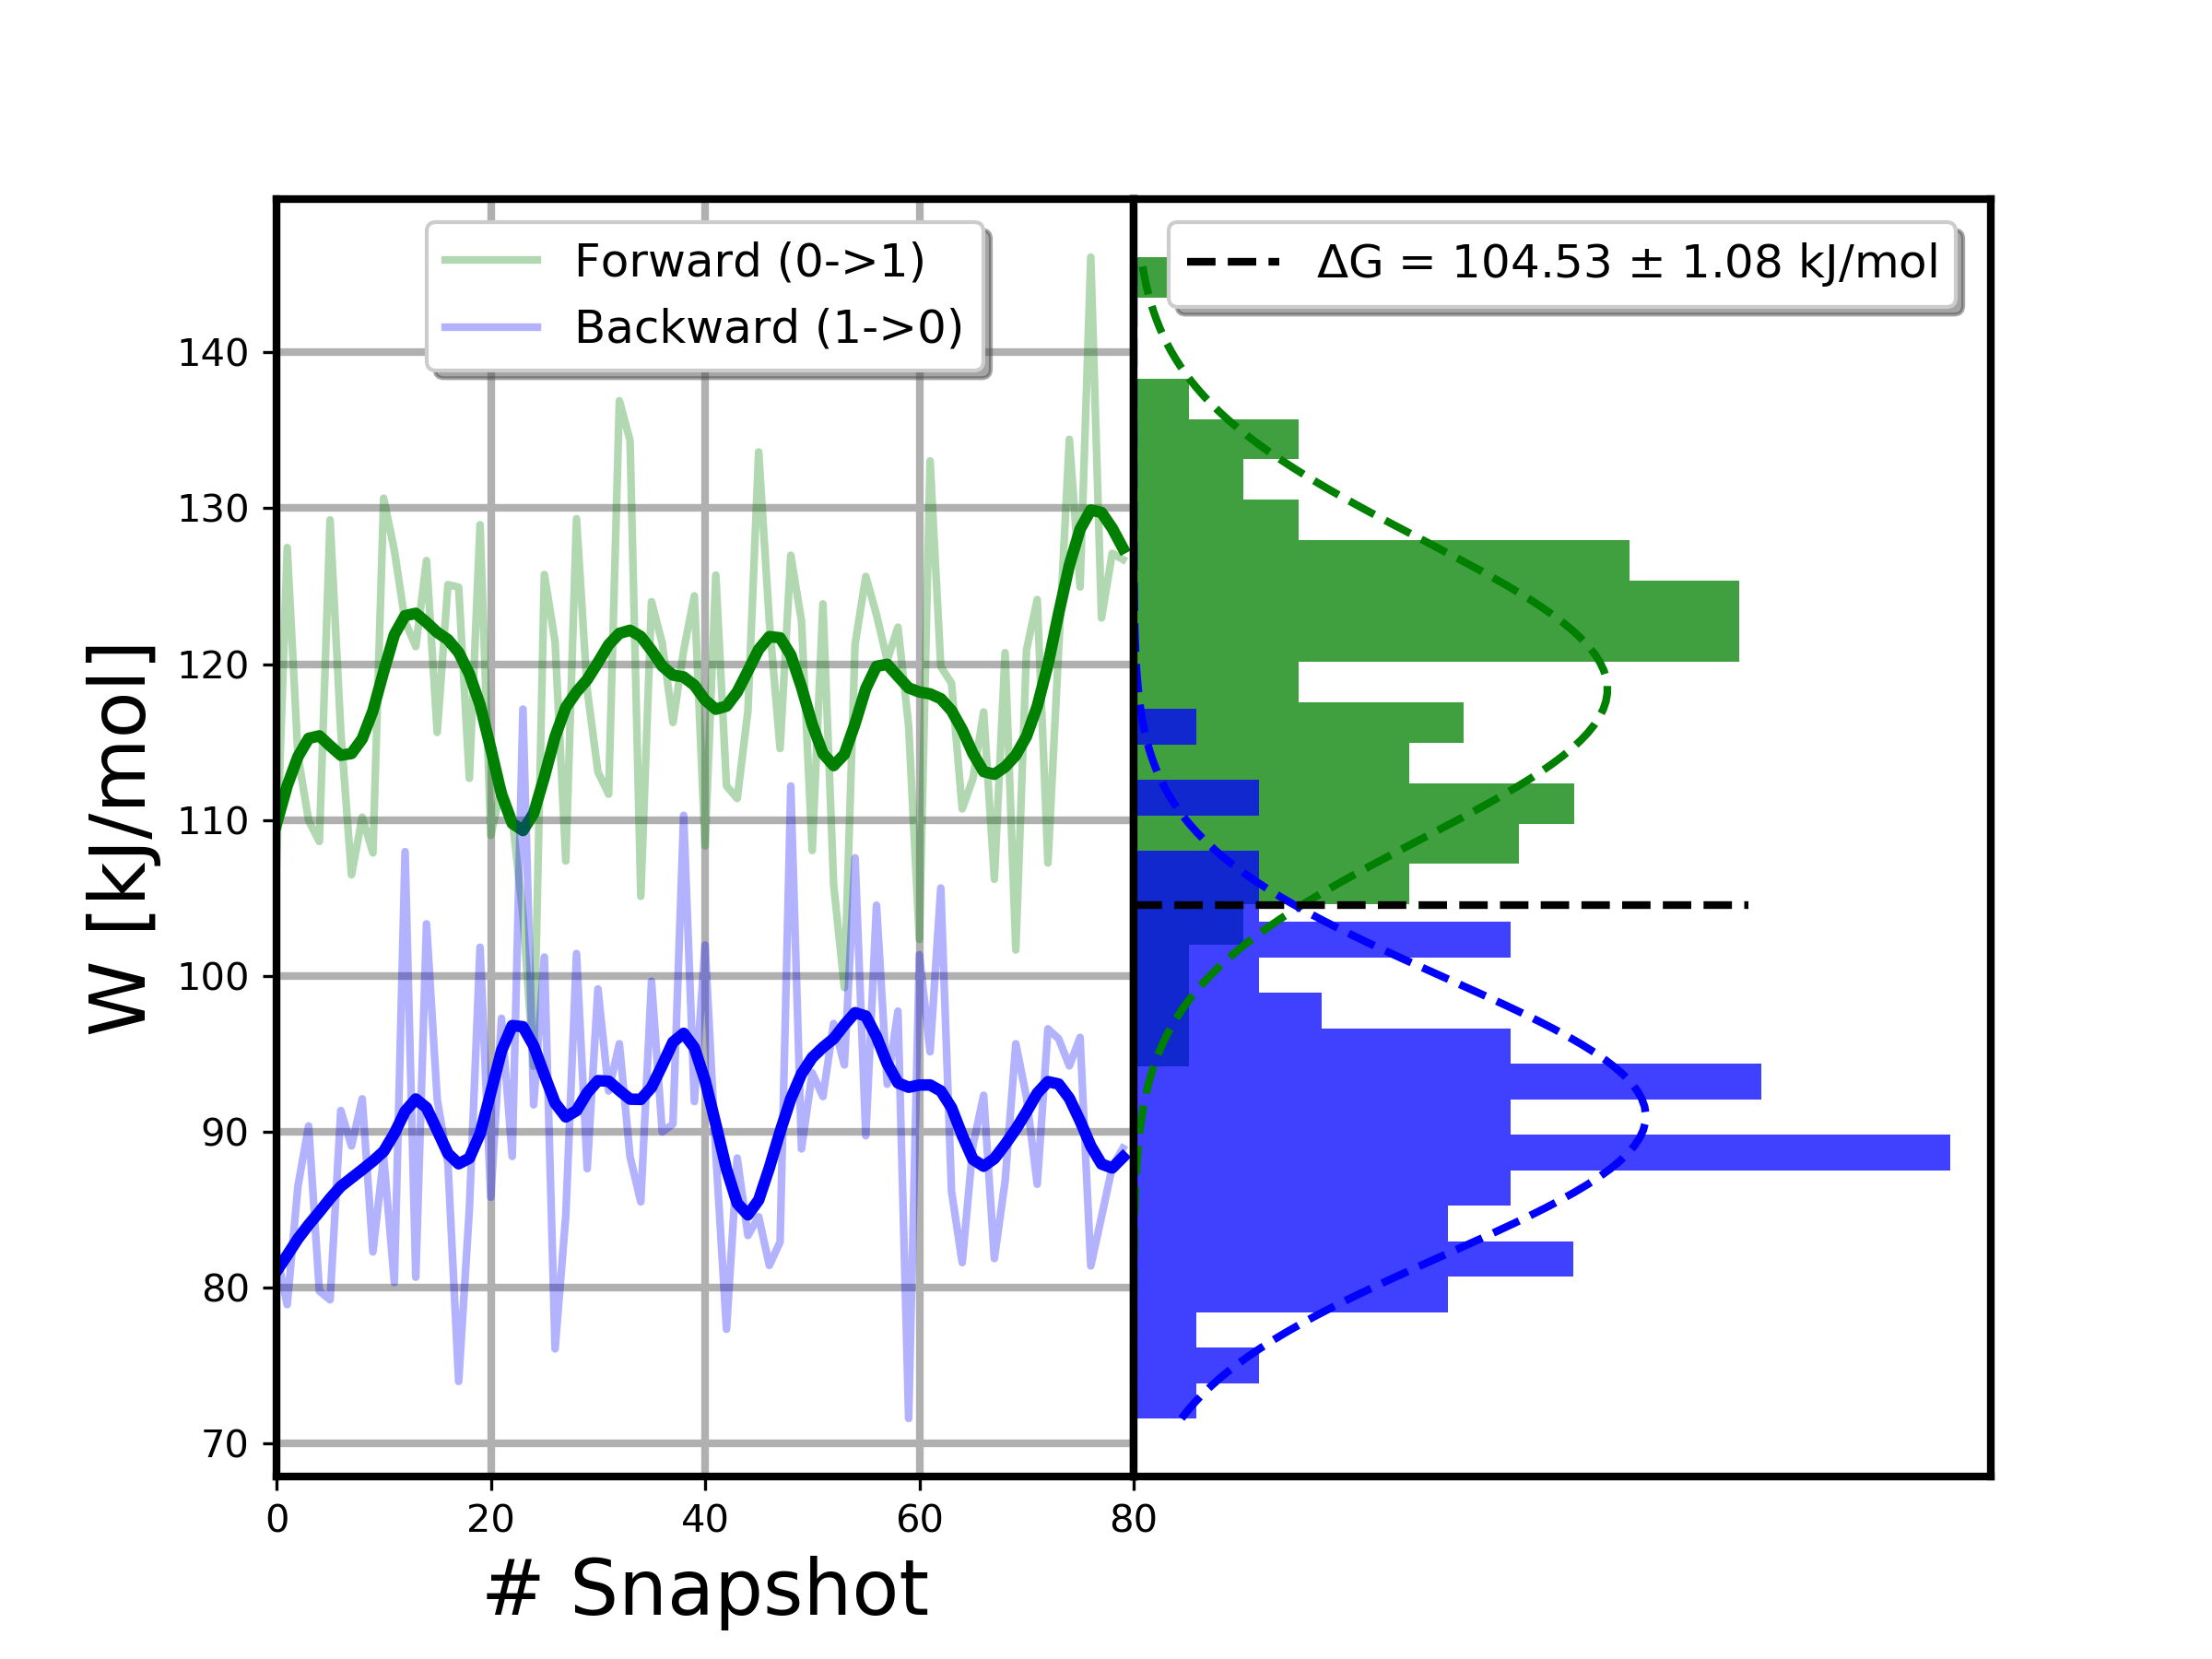 Forward (0->1)
Backward (1->0)
ΔG = 104.53 ± 1.08 kJ/mol
W [kJ/mol]
140
130
120
110
100
90
80
70
0 20 40 60 80
# Snapshot